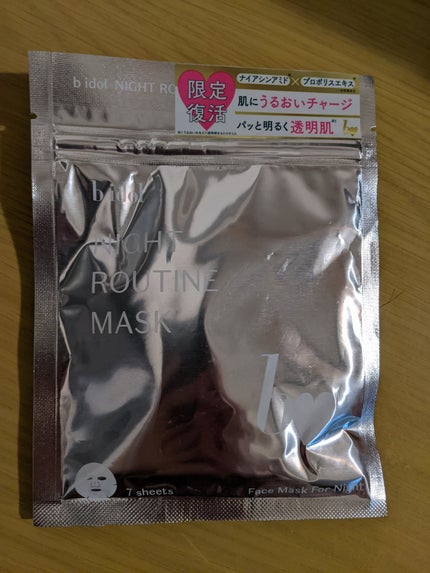 b idol NIGHT RO
限定
復活
ナイアシンアミド × プロポリスエキス
肌にうるおいチャージ
パッと明るく透明肌
b idol
NIGHT
ROUTINE
MASK
b
7 sheets
Face Mask For Night